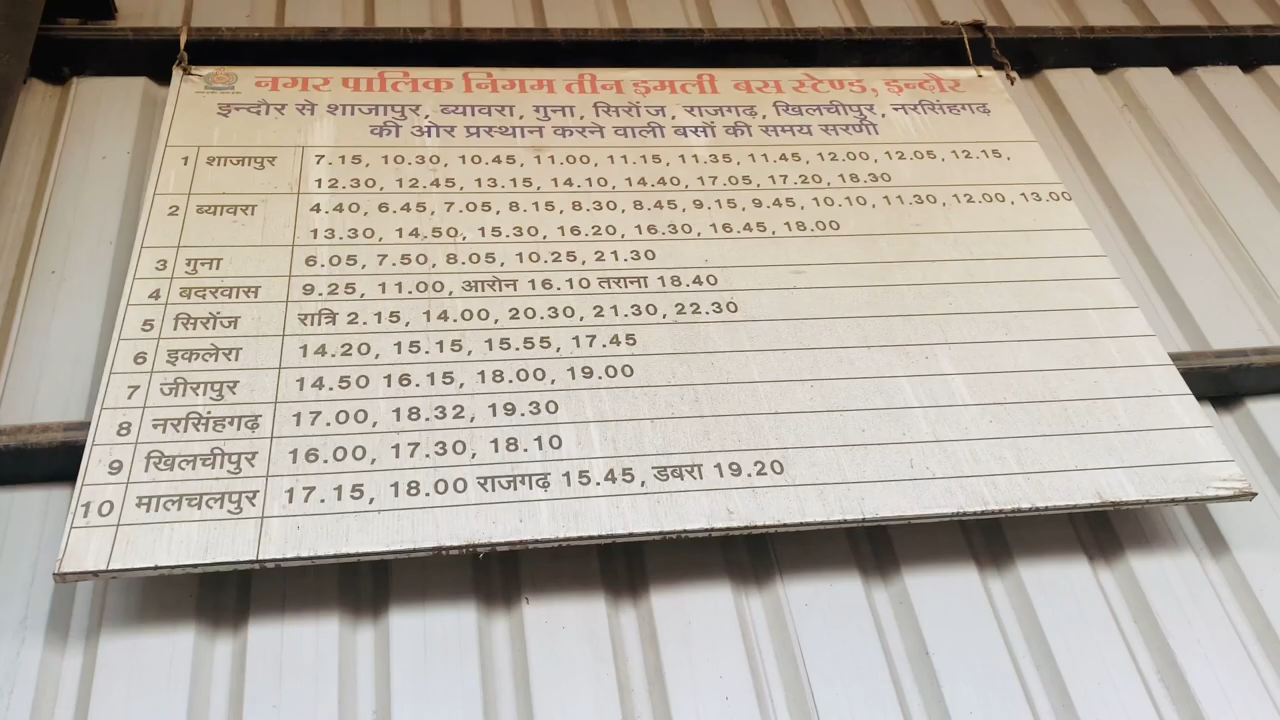 नगर पालिक निगम तीन इमली बस स्टेण्ड, इन्दौर
इन्दौर से शाजापुर, ब्यावरा, गुना, सिरोंज, राजगढ़, खिलचीपुर, नरसिंहगढ़
की ओर प्रस्थान करने वाली बसों की समय सरणी
1 शाजापुर 7.15, 10.30, 10.45, 11.00, 11.15, 11.35, 11.45, 12.00, 12.05, 12.15,
12.30, 12.45, 13.15, 14.10, 14.40, 17.05, 17.20, 18.30
2 ब्यावरा 4.40, 6.45, 7.05, 8.15, 8.30, 8.45, 9.15, 9.45, 10.10, 11.30, 12.00, 13.00
13.30, 14.50, 15.30, 16.20, 16.30, 16.45, 18.00
3 गुना 6.05, 7.50, 8.05, 10.25, 21.30
4 बदरवास 9.25, 11.00, आरोन 16.10 तराना 18.40
5 सिरोंज रात्रि 2.15, 14.00, 20.30, 21.30, 22.30
6 इकलेरा 14.20, 15.15, 15.55, 17.45
7 जीरापुर 14.50 16.15, 18.00, 19.00
8 नरसिंहगढ़ 17.00, 18.32, 19.30
9 खिलचीपुर 16.00, 17.30, 18.10
10 मालचलपुर 17.15, 18.00 राजगढ़ 15.45, डबरा 19.20